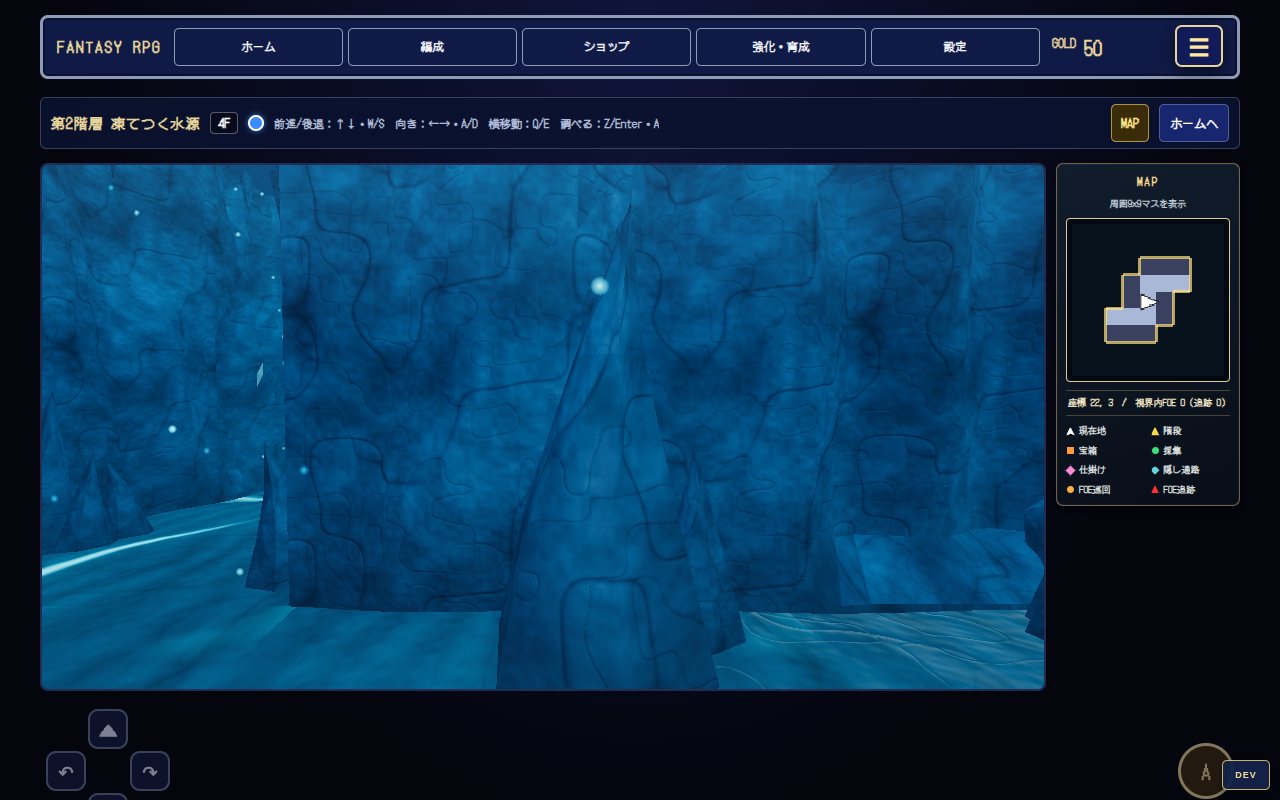 FANTASY RPG
ホーム
編成
ショップ
強化・育成
設定
GOLD 50
第2階層 凍てつく水源
4F
前進/後退：↑↓・W/S 向き：←→・A/D 横移動：Q/E 調べる：Z/Enter・A
MAP
ホームへ
MAP
周囲9x9マスを表示
座標 22, 3 / 視界内FOE 0 (追跡 0)
現在地
階段
宝箱
採集
仕掛け
隠し通路
FOE巡回
FOE追跡
A
DEV